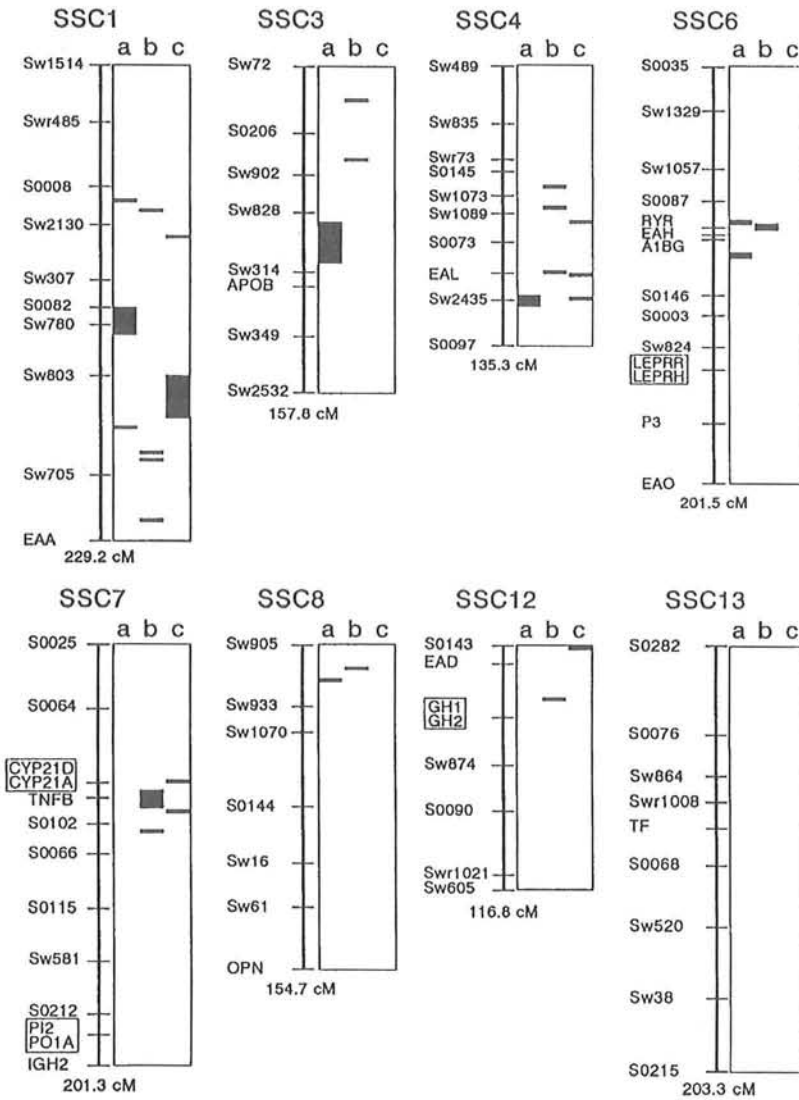 SSC1
a b c
Sw1514
Swr485
S0008
Sw2130
Sw307
S0082
Sw780
Sw803
Sw705
EAA
229.2 cM
SSC3
a b c
Sw72
S0206
Sw902
Sw828
Sw314
APOB
Sw349
Sw2532
157.8 cM
SSC4
a b c
Sw489
Sw835
Swr73
S0145
Sw1073
Sw1089
S0073
EAL
Sw2435
S0097
135.3 cM
SSC6
a b c
S0035
Sw1329
Sw1057
S0087
RYR
EAH
A1BG
S0146
S0003
Sw824
LEPRR
LEPRH
P3
EAO
201.5 cM
SSC7
a b c
S0025
S0064
CYP21D
CYP21A
TNFB
S0102
S0066
S0115
Sw581
S0212
PI2
PO1A
IGH2
201.3 cM
SSC8
a b c
Sw905
Sw933
Sw1070
S0144
Sw16
Sw61
OPN
154.7 cM
SSC12
a b c
S0143
EAD
GH1
GH2
Sw874
S0090
Swr1021
Sw605
116.8 cM
SSC13
a b c
S0282
S0076
Sw864
Swr1008
TF
S0068
Sw520
Sw38
S0215
203.3 cM